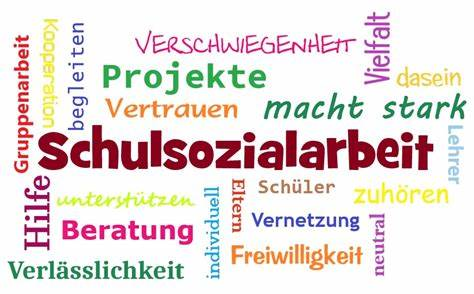 VERSCHWIEGENHEIT
Vielfalt
Kooperation
Gruppenarbeit
begleiten
Projekte
dasein
Vertrauen
macht stark
Lehrer
Schulsozialarbeit
Hilfe
unterstützen
individuell
Eltern
Schüler
zuhören
Beratung
Vernetzung
neutral
Freiwilligkeit
Verlässlichkeit